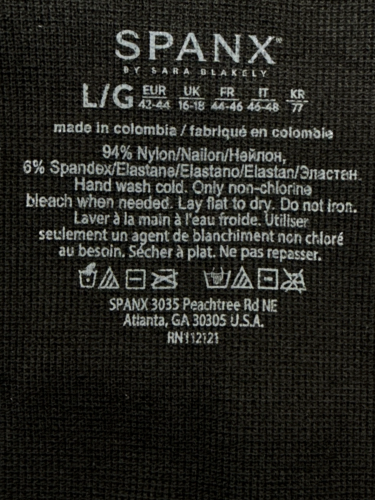 SPANX
BY SARA BLAKELY
L/G EUR 42-44 UK 16-18 FR 44-46 IT 46-48 KR 77
made in colombia / fabriqué en colombie
94% Nylon/Nailon/Нейлон,
6% Spandex/Elastane/Elastano/Elastan/Эластен.
Hand wash cold. Only non-chlorine
bleach when needed. Lay flat to dry. Do not iron.
Laver à la main à l'eau froide. Utiliser
seulement un agent de blanchiment non chloré
au besoin. Sécher à plat. Ne pas repasser.
SPANX 3035 Peachtree Rd NE
Atlanta, GA 30305 U.S.A.
RN112121